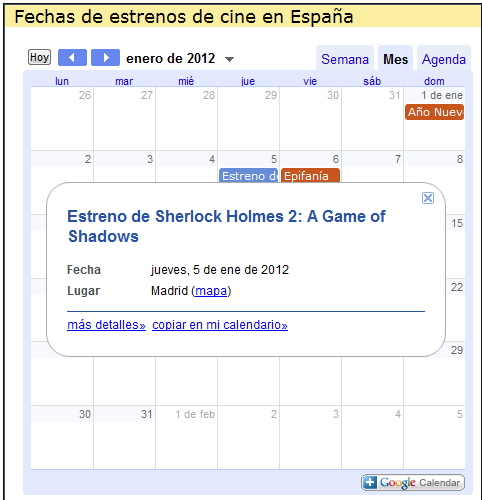 Fechas de estrenos de cine en España
Hoy enero de 2012 Semana Mes Agenda
lun mar mié jue vie sáb dom
26 27 28 29 30 31 1 de ene
Año Nuev
2 3 4 5 6 7 8
Estreno de Epifanía
Estreno de Sherlock Holmes 2: A Game of
Shadows
Fecha jueves, 5 de ene de 2012
Lugar Madrid (mapa)
más detalles» copiar en mi calendario»
15
22
29
30 31 1 de feb 2 3 4 5
Google Calendar